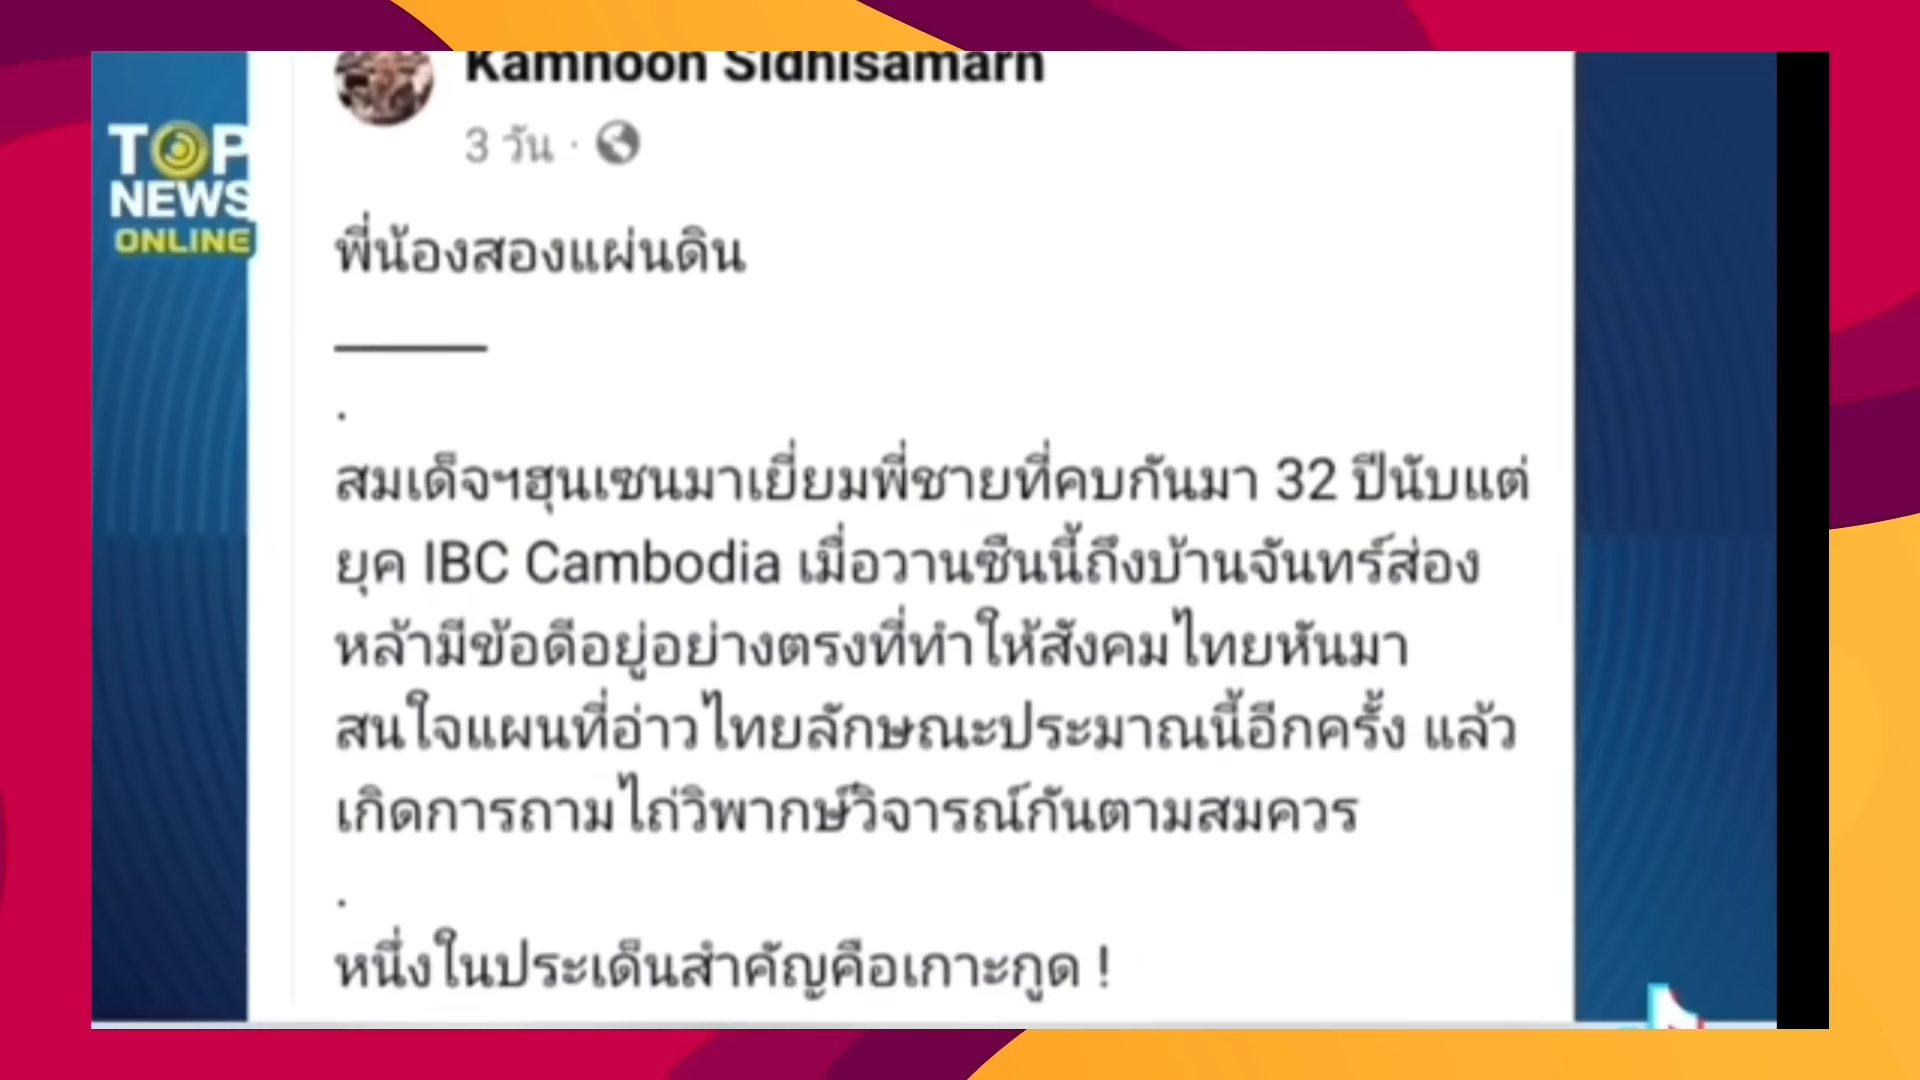 Kamnoon Sidhisamarn
3 วัน ·
TOP
NEWS
ONLINE
พี่น้องสองแผ่นดิน
.
สมเด็จฯฮุนเซนมาเยี่ยมพี่ชายที่คบกันมา 32 ปีนับแต่
ยุค IBC Cambodia เมื่อวานซืนนี้ถึงบ้านจันทร์ส่อง
หล้ามีข้อดีอยู่อย่างตรงที่ทำให้สังคมไทยหันมา
สนใจแผนที่อ่าวไทยลักษณะประมาณนี้อีกครั้ง แล้ว
เกิดการถามไถ่วิพากษ์วิจารณ์กันตามสมควร
.
หนึ่งในประเด็นสำคัญคือเกาะกูด !